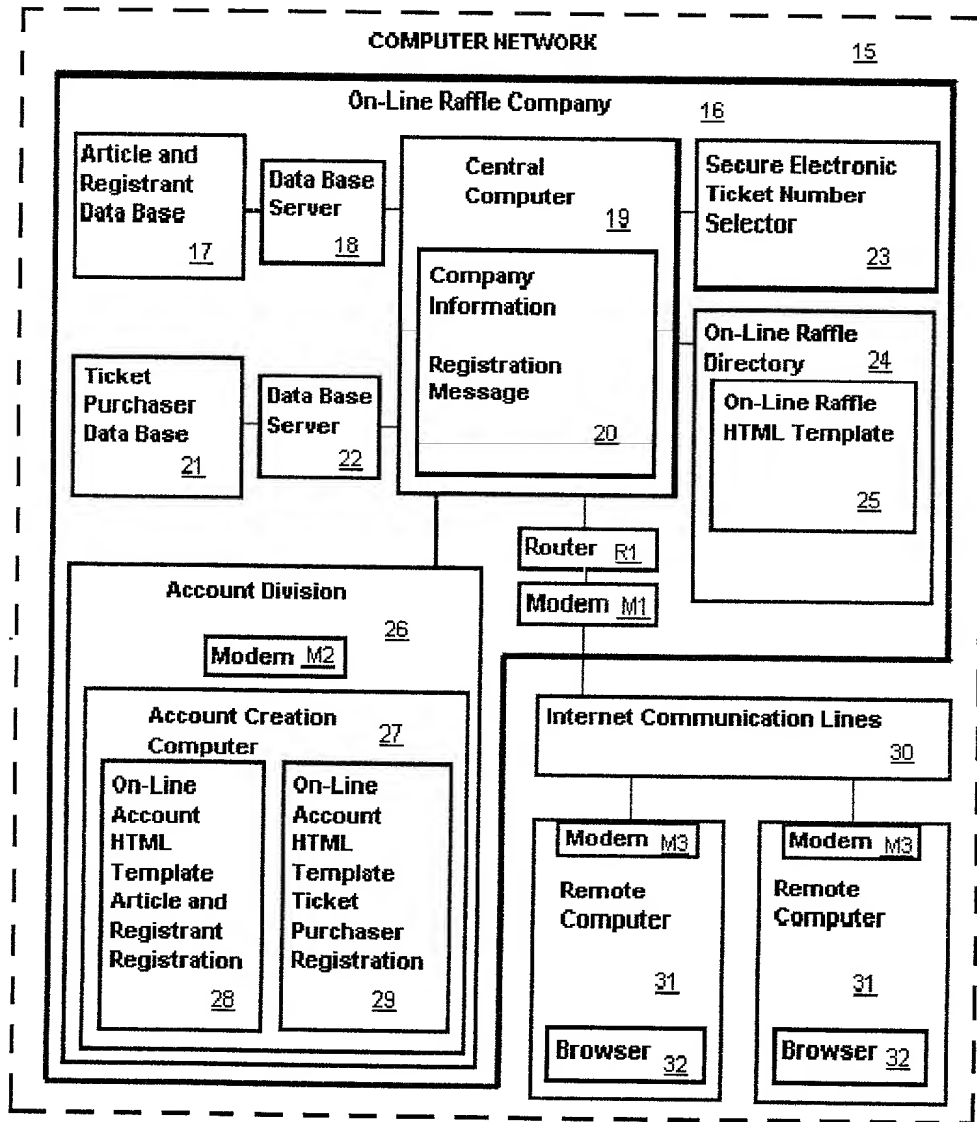 COMPUTER NETWORK
15
On-Line Raffle Company
16
Article and
Registrant
Data Base
17
Data Base
Server
18
Central
Computer
19
Company
Information
Registration
Message
20
Secure Electronic
Ticket Number
Selector
23
Ticket
Purchaser
Data Base
21
Data Base
Server
22
On-Line Raffle
Directory 24
On-Line Raffle
HTML Template
25
Router R1
Modem M1
Account Division
26
Modem M2
Account Creation
Computer
27
On-Line
Account
HTML
Template
Article and
Registrant
Registration
28
On-Line
Account
HTML
Template
Ticket
Purchaser
Registration
29
Internet Communication Lines
30
Modem M3
Remote
Computer
31
Browser 32
Modem M3
Remote
Computer
31
Browser 32